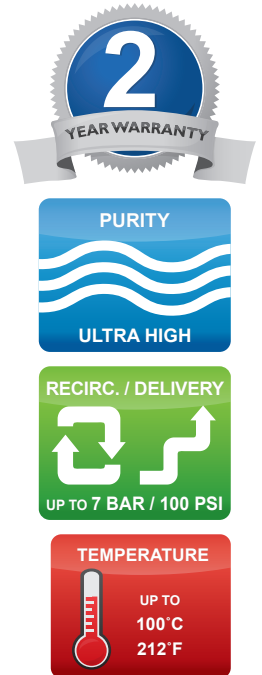 2
YEAR WARRANTY
PURITY
ULTRA HIGH
RECIRC. / DELIVERY
UP TO 7 BAR / 100 PSI
TEMPERATURE
UP TO
100˚C
212˚F